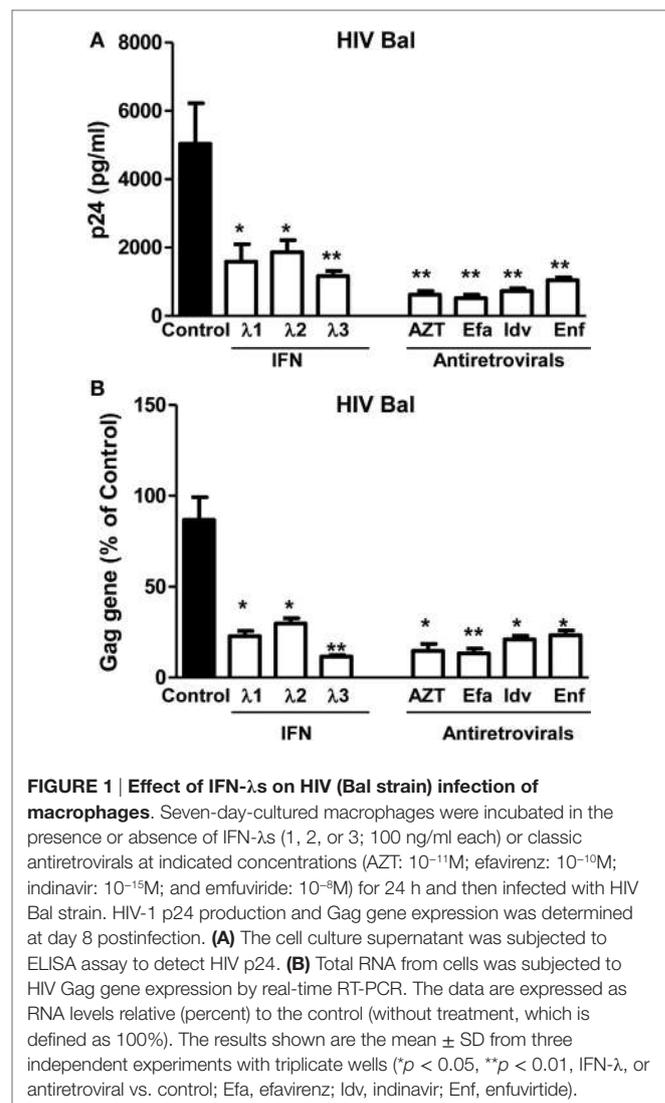 A
HIV Bal
8000
6000
4000
2000
0
p24 (pg/ml)
*
*
**
**
**
**
**
Control λ1 λ2 λ3 AZT Efa Idv Enf
IFN Antiretrovirals
B
HIV Bal
150
100
50
0
Gag gene (% of Control)
*
*
**
*
**
*
*
Control λ1 λ2 λ3 AZT Efa Idv Enf
IFN Antiretrovirals
FIGURE 1 | Effect of IFN-λs on HIV (Bal strain) infection of
macrophages. Seven-day-cultured macrophages were incubated in the
presence or absence of IFN-λs (1, 2, or 3; 100 ng/ml each) or classic
antiretrovirals at indicated concentrations (AZT: 10⁻¹¹M; efavirenz: 10⁻¹⁰M;
indinavir: 10⁻¹⁵M; and emfuviride: 10⁻⁸M) for 24 h and then infected with HIV
Bal strain. HIV-1 p24 production and Gag gene expression was determined
at day 8 postinfection. (A) The cell culture supernatant was subjected to
ELISA assay to detect HIV p24. (B) Total RNA from cells was subjected to
HIV Gag gene expression by real-time RT-PCR. The data are expressed as
RNA levels relative (percent) to the control (without treatment, which is
defined as 100%). The results shown are the mean ± SD from three
independent experiments with triplicate wells (*p < 0.05, **p < 0.01, IFN-λ, or
antiretroviral vs. control; Efa, efavirenz; Idv, indinavir; Enf, enfuvirtide).